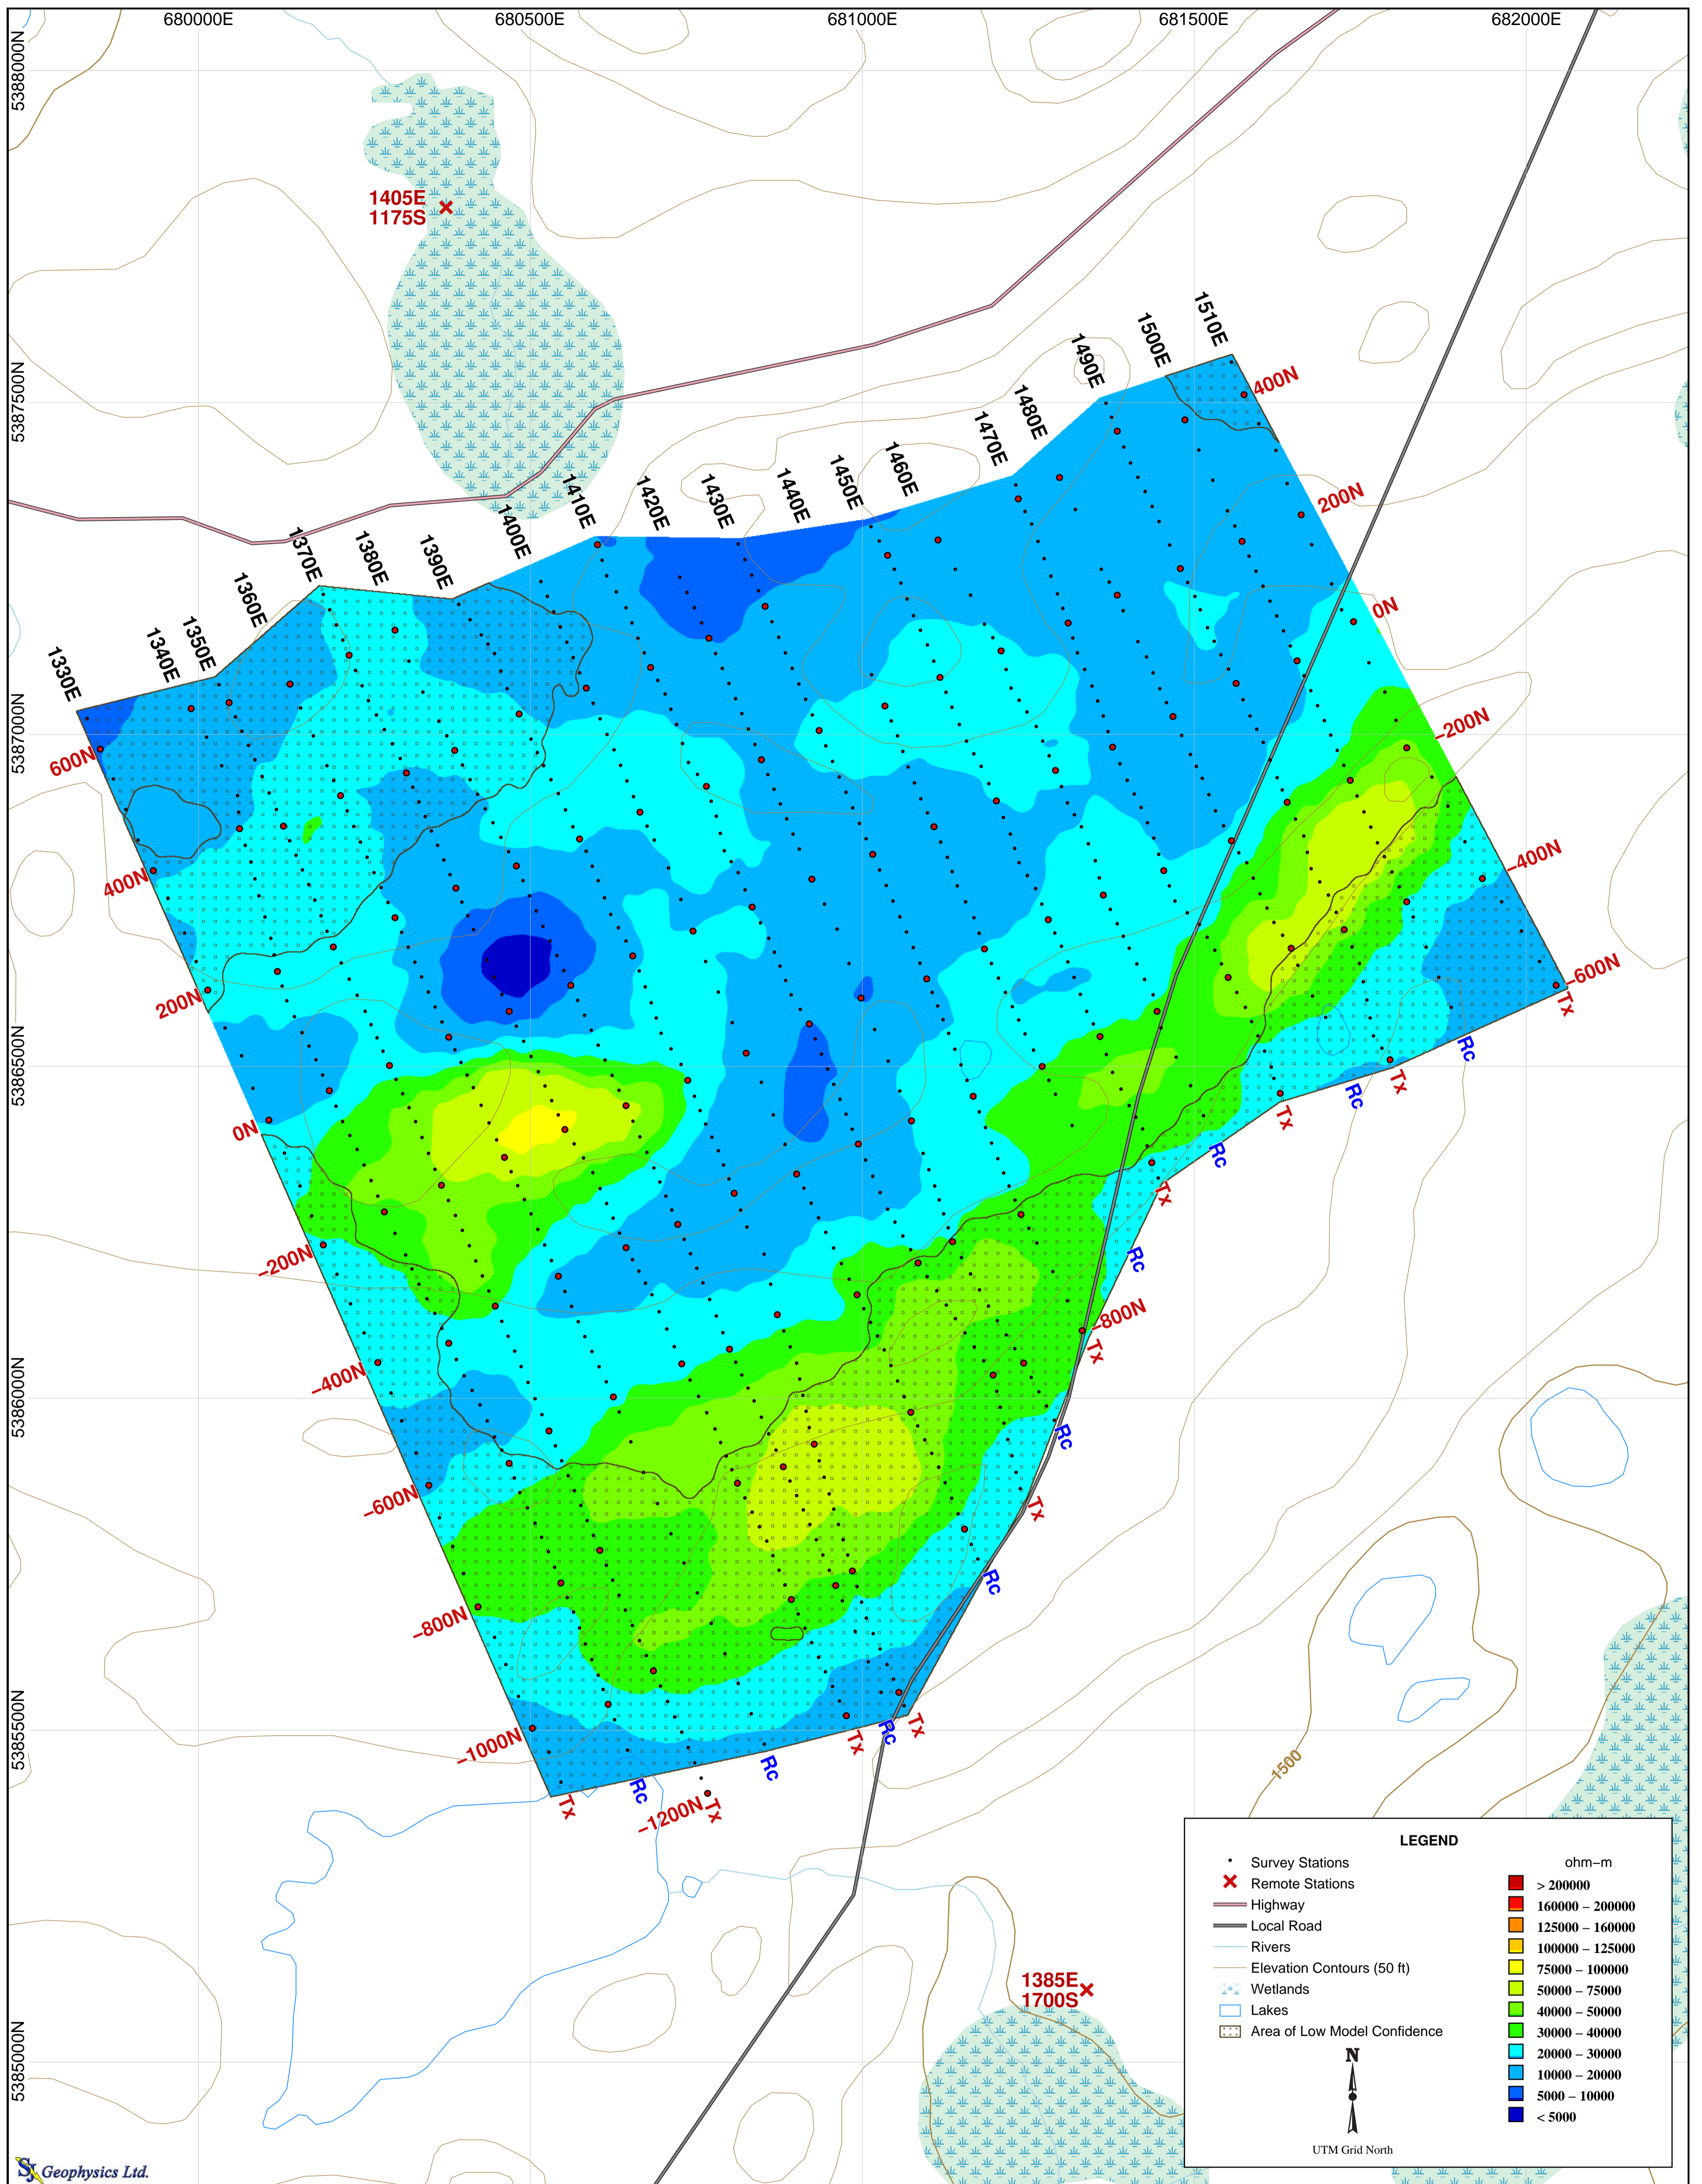 680000E 680500E 681000E 681500E 682000E
5388000N
5387500N
5387000N
5386500N
5386000N
5385500N
5385000N
1405E
1175S
1330E
1340E
1350E
1360E
1370E
1380E
1390E
1400E
1410E
1420E
1430E
1440E
1450E
1460E
1470E
1480E
1490E
1500E
1510E
400N
200N
0N
−200N
−400N
−600N
−800N
600N
400N
200N
0N
−200N
−400N
−600N
−800N
−1000N
−1200N
Tx
Rc
Tx
Rc
Tx
Rc
Tx
Rc
Tx
Rc
Tx
Rc
Tx
Rc
Tx
Rc
Tx
Rc
Tx
1500
1385E
1700S
LEGEND
Survey Stations
Remote Stations
Highway
Local Road
Rivers
Elevation Contours (50 ft)
Wetlands
Lakes
Area of Low Model Confidence
ohm−m
> 200000
160000 − 200000
125000 − 160000
100000 − 125000
75000 − 100000
50000 − 75000
40000 − 50000
30000 − 40000
20000 − 30000
10000 − 20000
5000 − 10000
< 5000
N
UTM Grid North
SJ Geophysics Ltd.